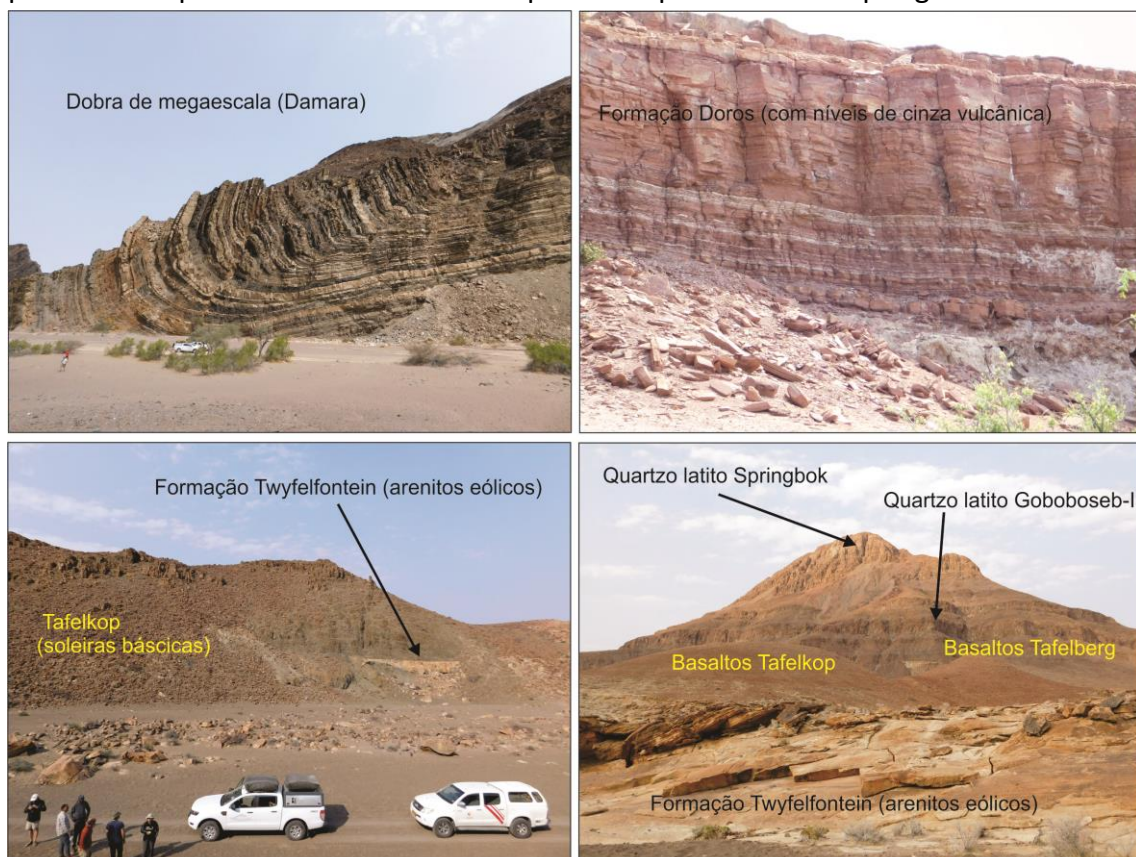 Dobra de megaescala (Damara)
Formação Doros (com níveis de cinza vulcânica)
Formação Twyfelfontein (arenitos eólicos)
Tafelkop
(soleiras báscicas)
Quartzo latito Springbok
Quartzo latito Goboboseb-I
Basaltos Tafelkop
Basaltos Tafelberg
Formação Twyfelfontein (arenitos eólicos)